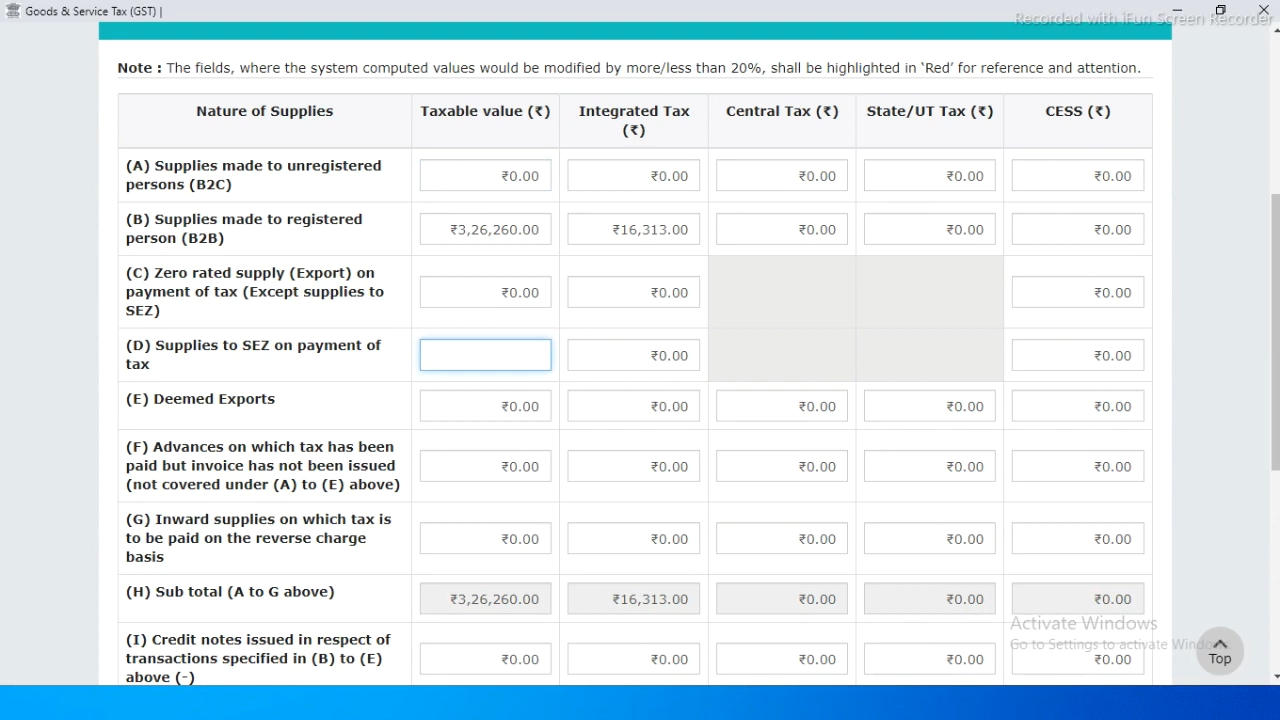 Goods & Service Tax (GST) |
Recorded with iFun Screen Recorder
Note : The fields, where the system computed values would be modified by more/less than 20%, shall be highlighted in ‘Red’ for reference and attention.
Nature of Supplies Taxable value (₹) Integrated Tax (₹) Central Tax (₹) State/UT Tax (₹) CESS (₹)
(A) Supplies made to unregistered
persons (B2C)
₹0.00 ₹0.00 ₹0.00 ₹0.00 ₹0.00
(B) Supplies made to registered
person (B2B)
₹3,26,260.00 ₹16,313.00 ₹0.00 ₹0.00 ₹0.00
(C) Zero rated supply (Export) on
payment of tax (Except supplies to
SEZ)
₹0.00 ₹0.00 ₹0.00
(D) Supplies to SEZ on payment of
tax
₹0.00 ₹0.00
(E) Deemed Exports
₹0.00 ₹0.00 ₹0.00 ₹0.00 ₹0.00
(F) Advances on which tax has been
paid but invoice has not been issued
(not covered under (A) to (E) above)
₹0.00 ₹0.00 ₹0.00 ₹0.00 ₹0.00
(G) Inward supplies on which tax is
to be paid on the reverse charge
basis
₹0.00 ₹0.00 ₹0.00 ₹0.00 ₹0.00
(H) Sub total (A to G above)
₹3,26,260.00 ₹16,313.00 ₹0.00 ₹0.00 ₹0.00
Activate Windows
Go to Settings to activate Windows.
(I) Credit notes issued in respect of
transactions specified in (B) to (E)
above (-)
₹0.00 ₹0.00 ₹0.00 ₹0.00 ₹0.00
Top